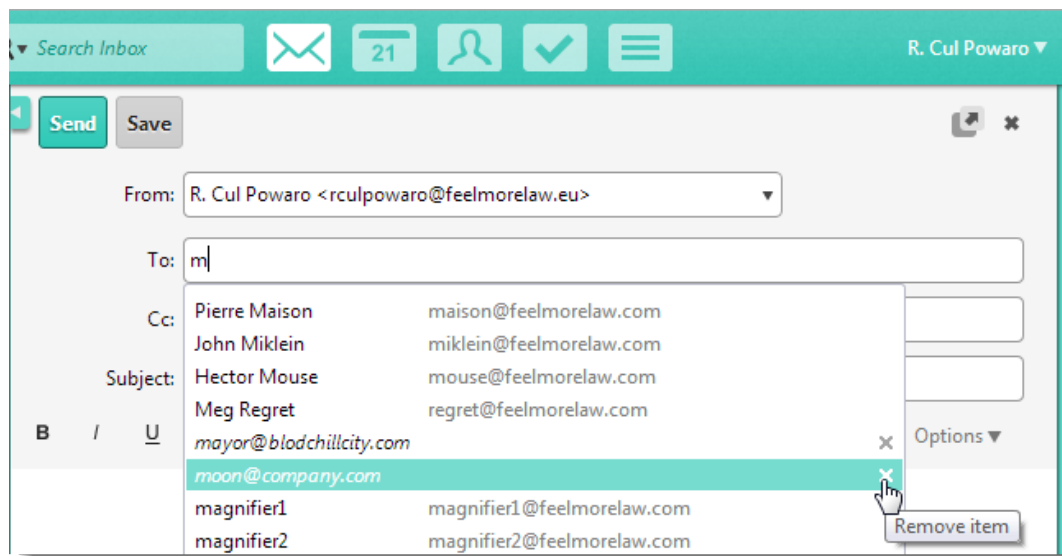 Search Inbox
21
R. Cul Powaro
Send Save
From: R. Cul Powaro <rculpowaro@feelmorelaw.eu>
To: m
Cc:
Pierre Maison maison@feelmorelaw.com
John Miklein miklein@feelmorelaw.com
Subject: Hector Mouse mouse@feelmorelaw.com
Meg Regret regret@feelmorelaw.com
B I U mayor@blodchillcity.com Options
moon@company.com
magnifier1 magnifier1@feelmorelaw.com
Remove item
magnifier2 magnifier2@feelmorelaw.com